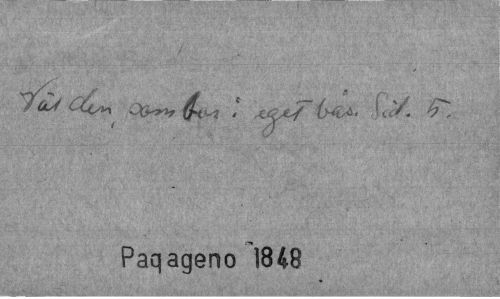 Väl den, som bor i eget bås. Sid. 5.
Paqageno 1848